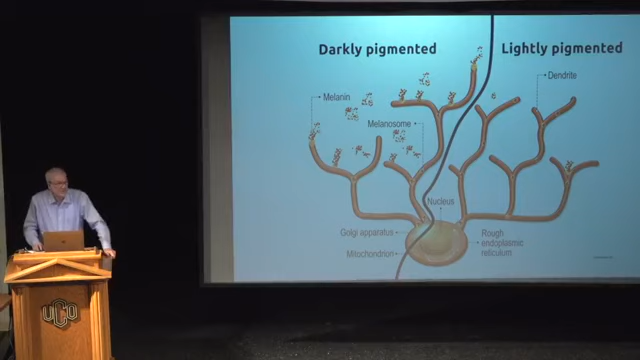 Darkly pigmented
Lightly pigmented
Dendrite
Melanin
Melanosome
Nucleus
Golgi apparatus
Rough
endoplasmic
reticulum
Mitochondrion
UCO